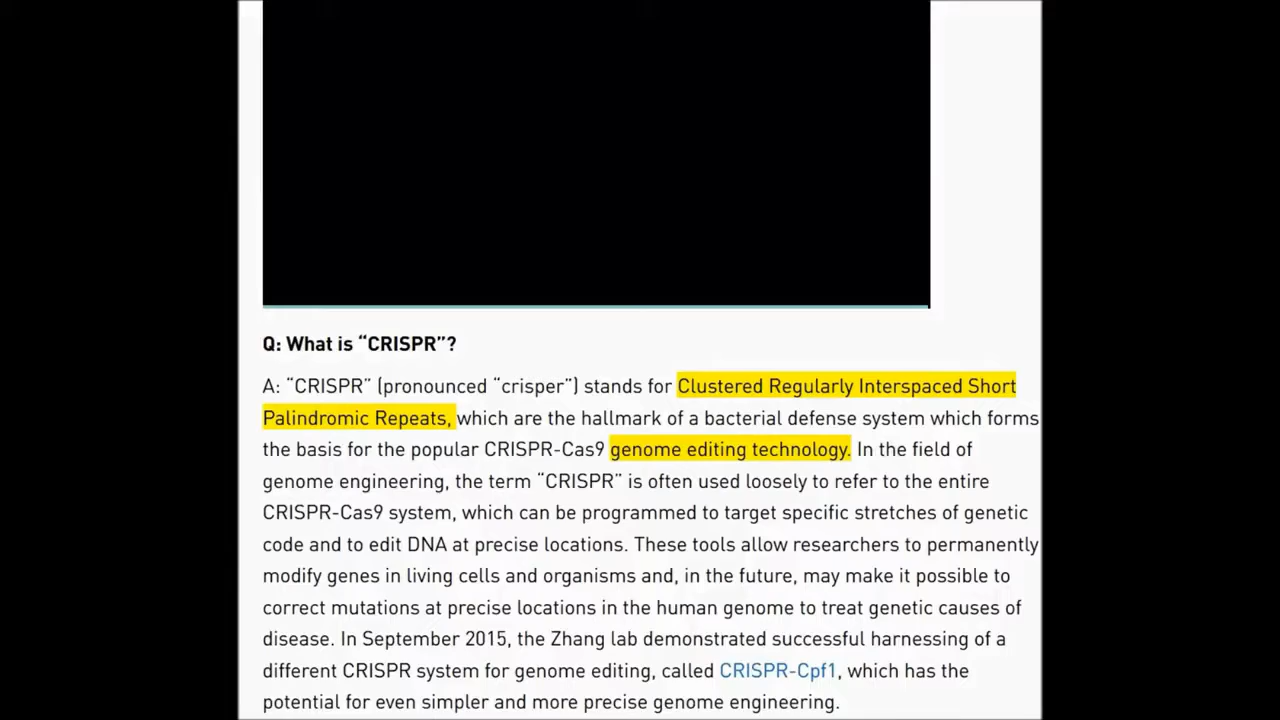 Q: What is “CRISPR”?
A: “CRISPR” (pronounced “crisper”) stands for Clustered Regularly Interspaced Short
Palindromic Repeats, which are the hallmark of a bacterial defense system which forms
the basis for the popular CRISPR-Cas9 genome editing technology. In the field of
genome engineering, the term “CRISPR” is often used loosely to refer to the entire
CRISPR-Cas9 system, which can be programmed to target specific stretches of genetic
code and to edit DNA at precise locations. These tools allow researchers to permanently
modify genes in living cells and organisms and, in the future, may make it possible to
correct mutations at precise locations in the human genome to treat genetic causes of
disease. In September 2015, the Zhang lab demonstrated successful harnessing of a
different CRISPR system for genome editing, called CRISPR-Cpf1, which has the
potential for even simpler and more precise genome engineering.